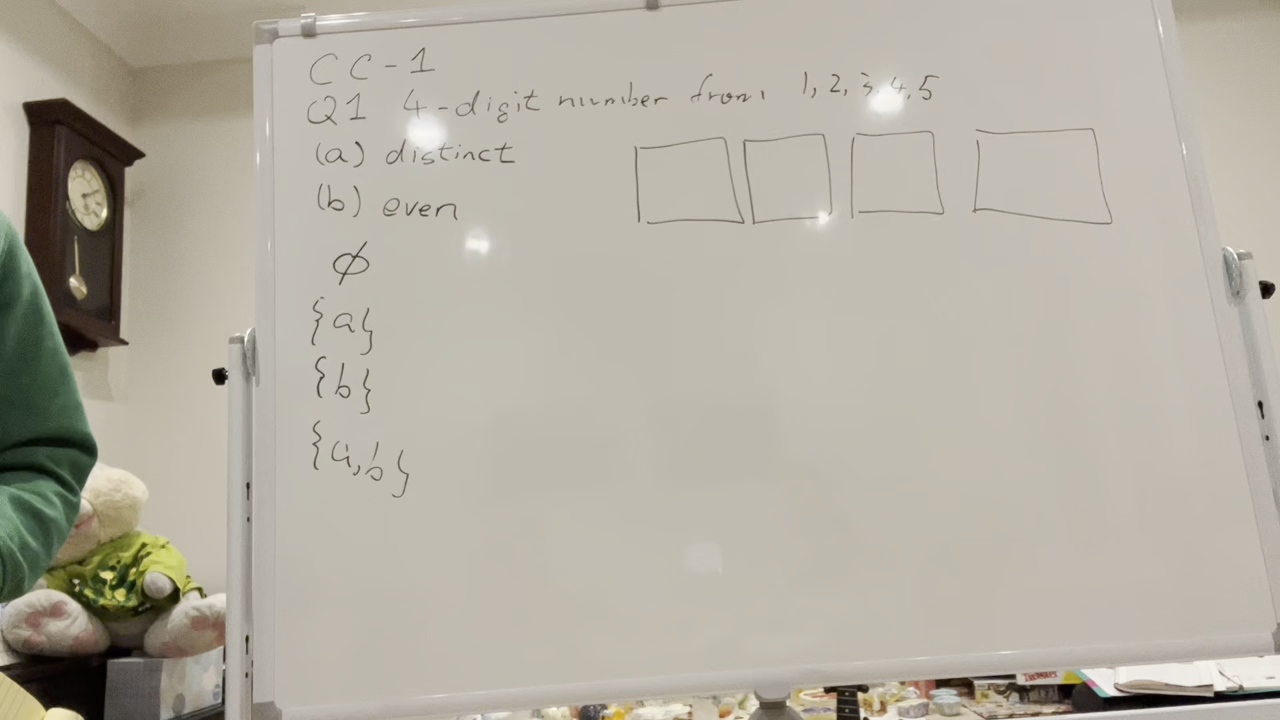 CC-1
Q1 4-digit number from 1, 2, 3, 4, 5
(a) distinct
(b) even
∅
{a}
{b}
{a,b}